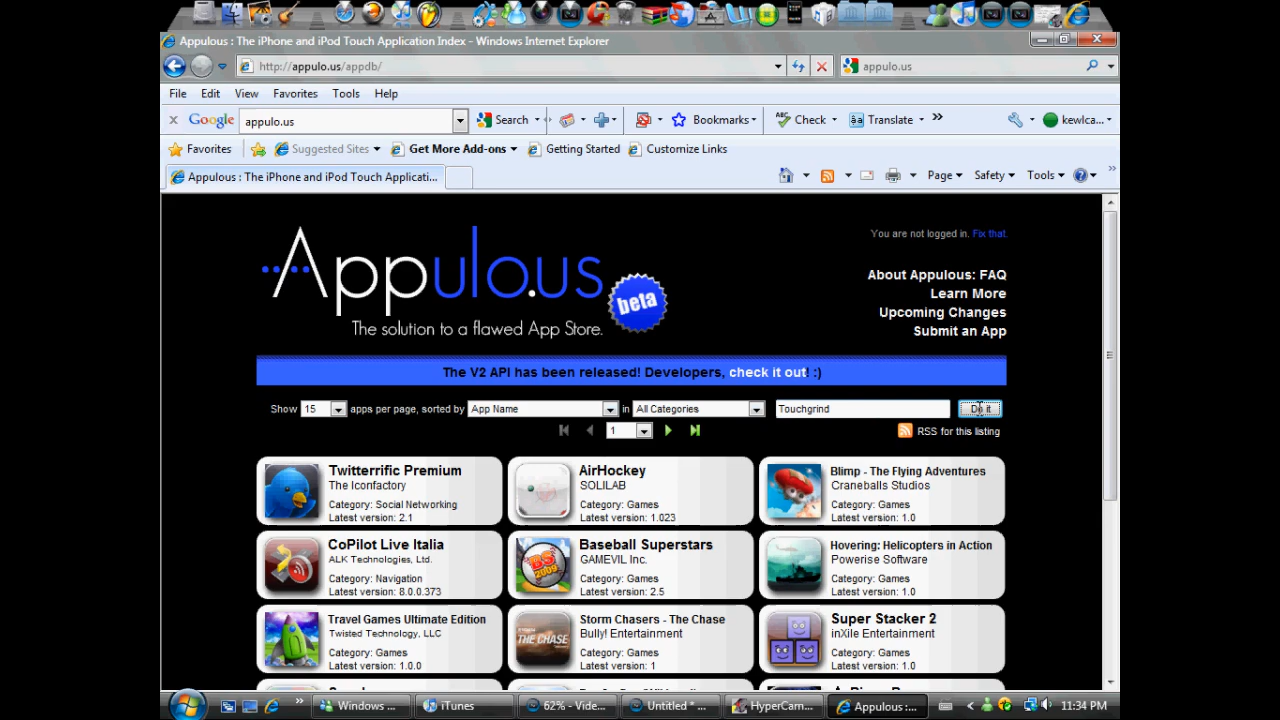 Appulous : The iPhone and iPod Touch Application Index - Windows Internet Explorer
http://appulo.us/appdb/
appulo.us
File Edit View Favorites Tools Help
Google appulo.us Search Bookmarks Check Translate » kewlca...
Favorites Suggested Sites Get More Add-ons Getting Started Customize Links
Appulous : The iPhone and iPod Touch Applicati...
Page Safety Tools »
You are not logged in. Fix that.
Appulo.us
beta
The solution to a flawed App Store.
About Appulous: FAQ
Learn More
Upcoming Changes
Submit an App
The V2 API has been released! Developers, check it out! :)
Show 15 apps per page, sorted by App Name in All Categories Touchgrind Do it
1
RSS for this listing
Twitterrific Premium
The Iconfactory
Category: Social Networking
Latest version: 2.1
AirHockey
SOLILAB
Category: Games
Latest version: 1.023
Blimp - The Flying Adventures
Craneballs Studios
Category: Games
Latest version: 1.0
CoPilot Live Italia
ALK Technologies, Ltd.
Category: Navigation
Latest version: 8.0.0.373
BS
2009
Baseball Superstars
GAMEVIL Inc.
Category: Games
Latest version: 2.5
Hovering: Helicopters in Action
Powerise Software
Category: Games
Latest version: 1.0
Travel Games Ultimate Edition
Twisted Technology, LLC
Category: Games
Latest version: 1.0.0
THE CHASE
Storm Chasers - The Chase
Bully! Entertainment
Category: Games
Latest version: 1
Super Stacker 2
inXile Entertainment
Category: Games
Latest version: 1.0
» Windows ... iTunes 62% - Vide... Untitled * ... HyperCam... Appulous :... 11:34 PM